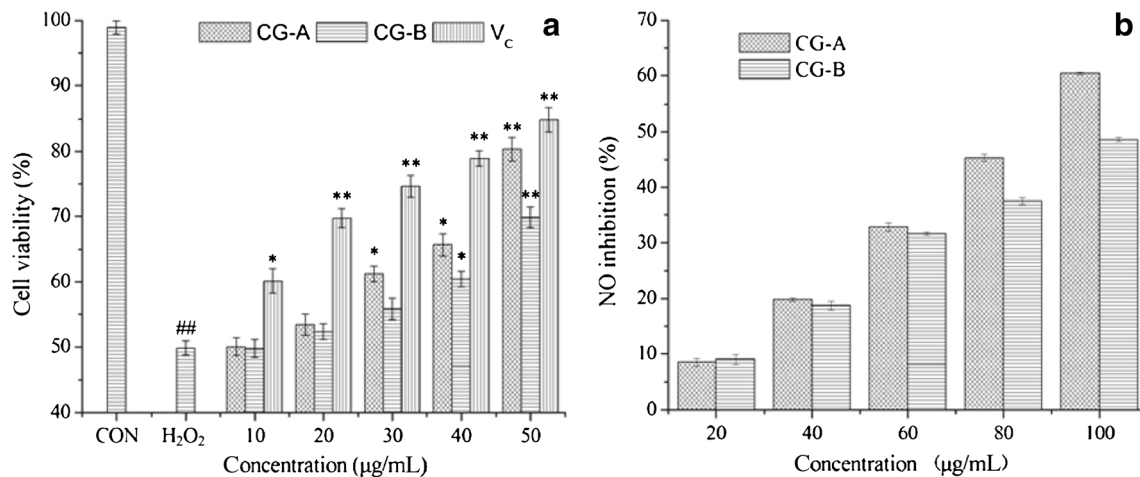 a
CG-A CG-B Vc
Cell viability (%)
100
90
80
70
60
50
40
##
*
**
*
**
*
*
**
**
**
**
CON H₂O₂ 10 20 30 40 50
Concentration (μg/mL)
b
CG-A
CG-B
NO inhibition (%)
70
60
50
40
30
20
10
0
20 40 60 80 100
Concentration (μg/mL)